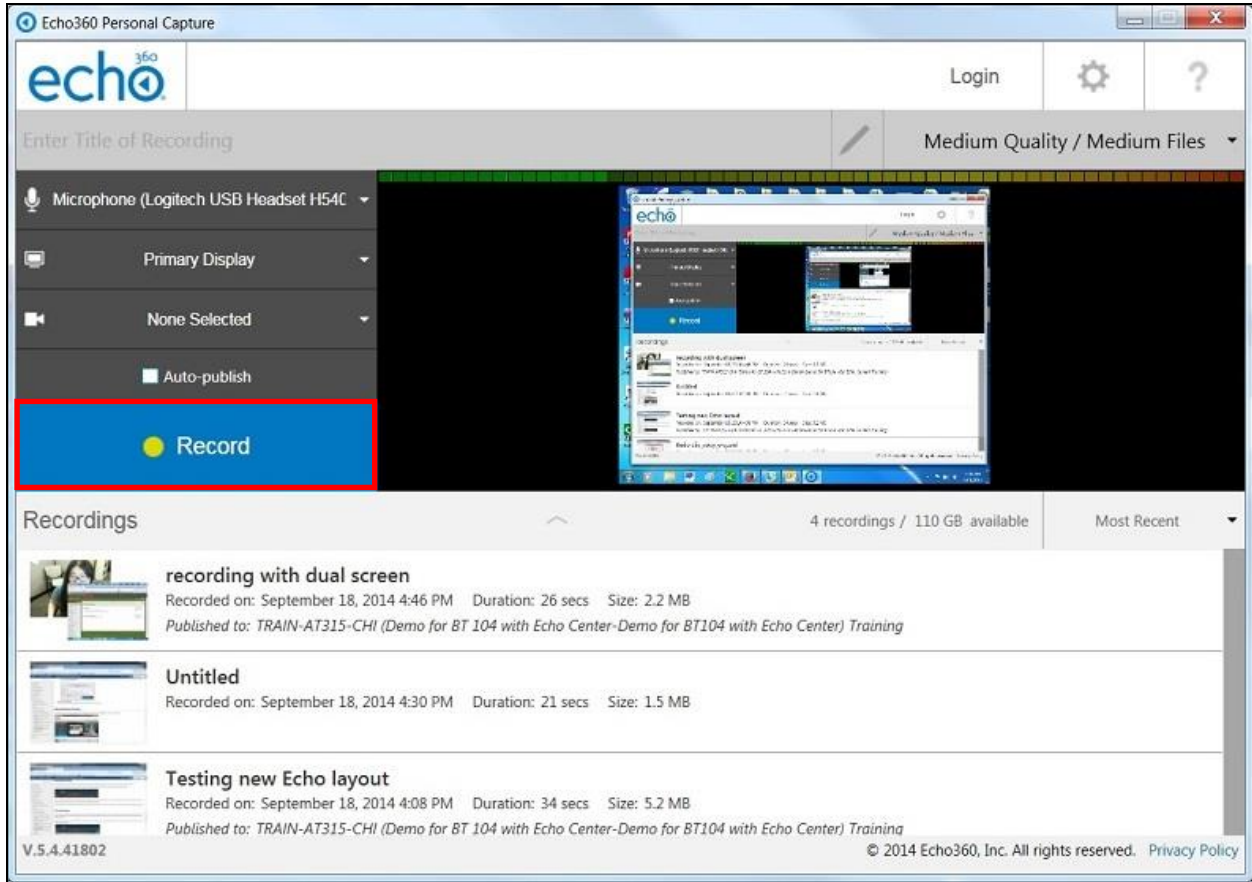 Echo360 Personal Capture
echo 360
Login
?
Enter Title of Recording
Medium Quality / Medium Files
Microphone (Logitech USB Headset H540
Primary Display
None Selected
Auto-publish
Record
echo
Record
Recordings
4 recordings / 110 GB available
Most Recent
recording with dual screen
Recorded on: September 18, 2014 4:46 PM Duration: 26 secs Size: 2.2 MB
Published to: TRAIN-AT315-CHI (Demo for BT 104 with Echo Center-Demo for BT104 with Echo Center) Training
Untitled
Recorded on: September 18, 2014 4:30 PM Duration: 21 secs Size: 1.5 MB
Testing new Echo layout
Recorded on: September 18, 2014 4:08 PM Duration: 34 secs Size: 5.2 MB
Published to: TRAIN-AT315-CHI (Demo for BT 104 with Echo Center-Demo for BT104 with Echo Center) Training
V.5.4.41802
© 2014 Echo360, Inc. All rights reserved. Privacy Policy